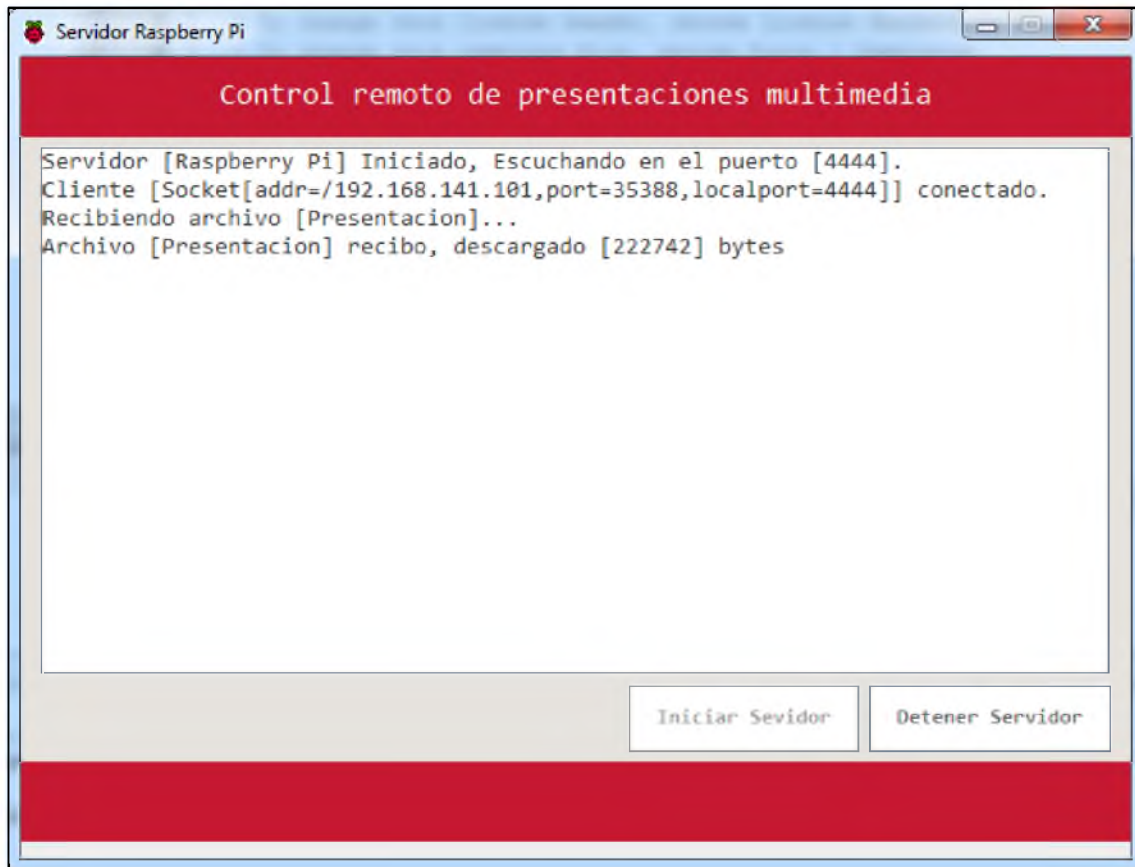 Servidor Raspberry Pi
Control remoto de presentaciones multimedia
Servidor [Raspberry Pi] Iniciado, Escuchando en el puerto [4444].
Cliente [Socket[addr=/192.168.141.101,port=35388,localport=4444]] conectado.
Recibiendo archivo [Presentacion]...
Archivo [Presentacion] recibo, descargado [222742] bytes
Iniciar Sevidor
Detener Servidor